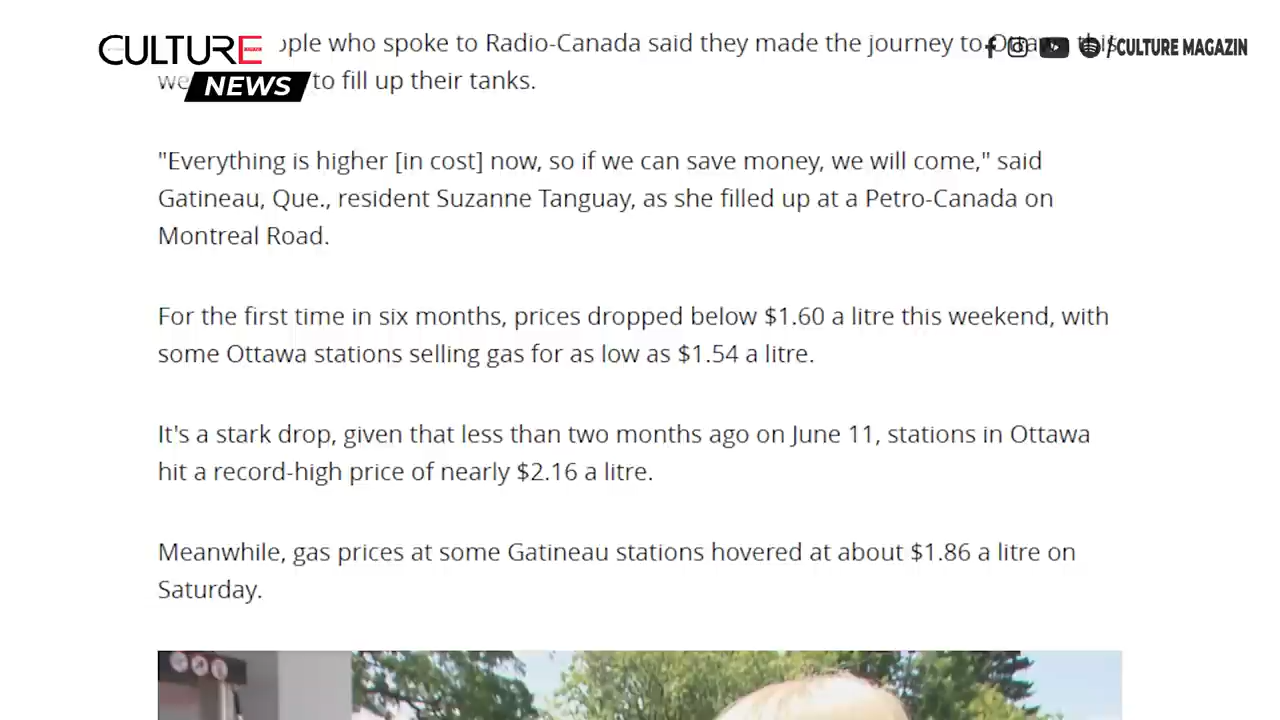 CULTURE
NEWS
who spoke to Radio-Canada said they made the journey to
/CULTURE MAGAZIN
to fill up their tanks.
"Everything is higher [in cost] now, so if we can save money, we will come," said
Gatineau, Que., resident Suzanne Tanguay, as she filled up at a Petro-Canada on
Montreal Road.
For the first time in six months, prices dropped below $1.60 a litre this weekend, with
some Ottawa stations selling gas for as low as $1.54 a litre.
It's a stark drop, given that less than two months ago on June 11, stations in Ottawa
hit a record-high price of nearly $2.16 a litre.
Meanwhile, gas prices at some Gatineau stations hovered at about $1.86 a litre on
Saturday.